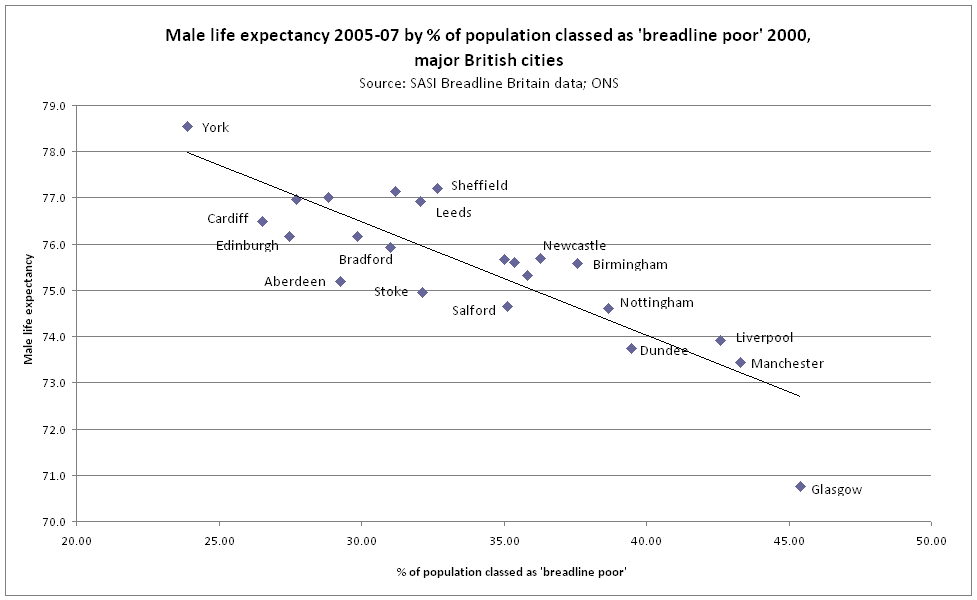 Male life expectancy 2005-07 by % of population classed as 'breadline poor' 2000,
major British cities
Source: SASI Breadline Britain data; ONS
79.0
78.0
77.0
76.0
75.0
74.0
73.0
72.0
71.0
70.0
Male life expectancy
York
Sheffield
Leeds
Cardiff
Edinburgh
Newcastle
Bradford
Birmingham
Aberdeen
Stoke
Salford
Nottingham
Liverpool
Dundee
Manchester
Glasgow
20.00 25.00 30.00 35.00 40.00 45.00 50.00
% of population classed as 'breadline poor'